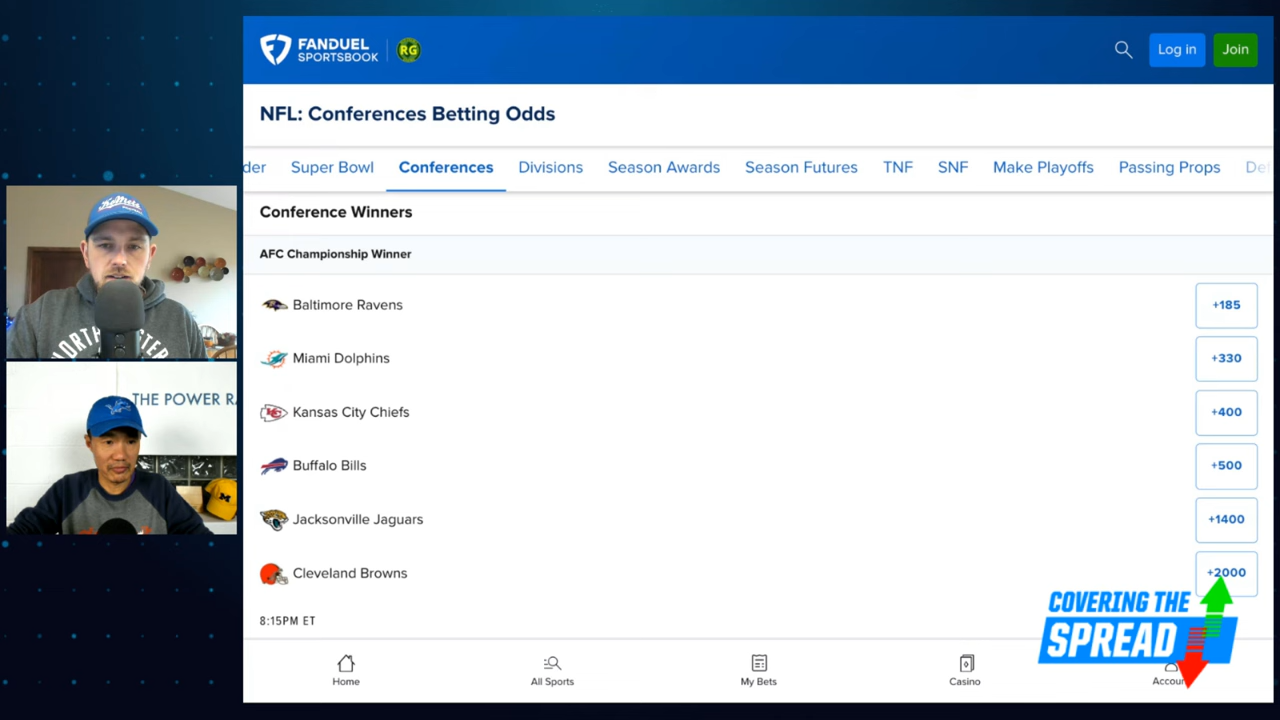 FANDUEL
SPORTSBOOK
RG
Log in
Join
NFL: Conferences Betting Odds
der Super Bowl Conferences Divisions Season Awards Season Futures TNF SNF Make Playoffs Passing Props De
Conference Winners
AFC Championship Winner
Baltimore Ravens +185
Miami Dolphins +330
Kansas City Chiefs +400
Buffalo Bills +500
Jacksonville Jaguars +1400
Cleveland Browns +2000
8:15PM ET
Home
All Sports
My Bets
Casino
Accou
COVERING THE
SPREAD
THE POWER RA